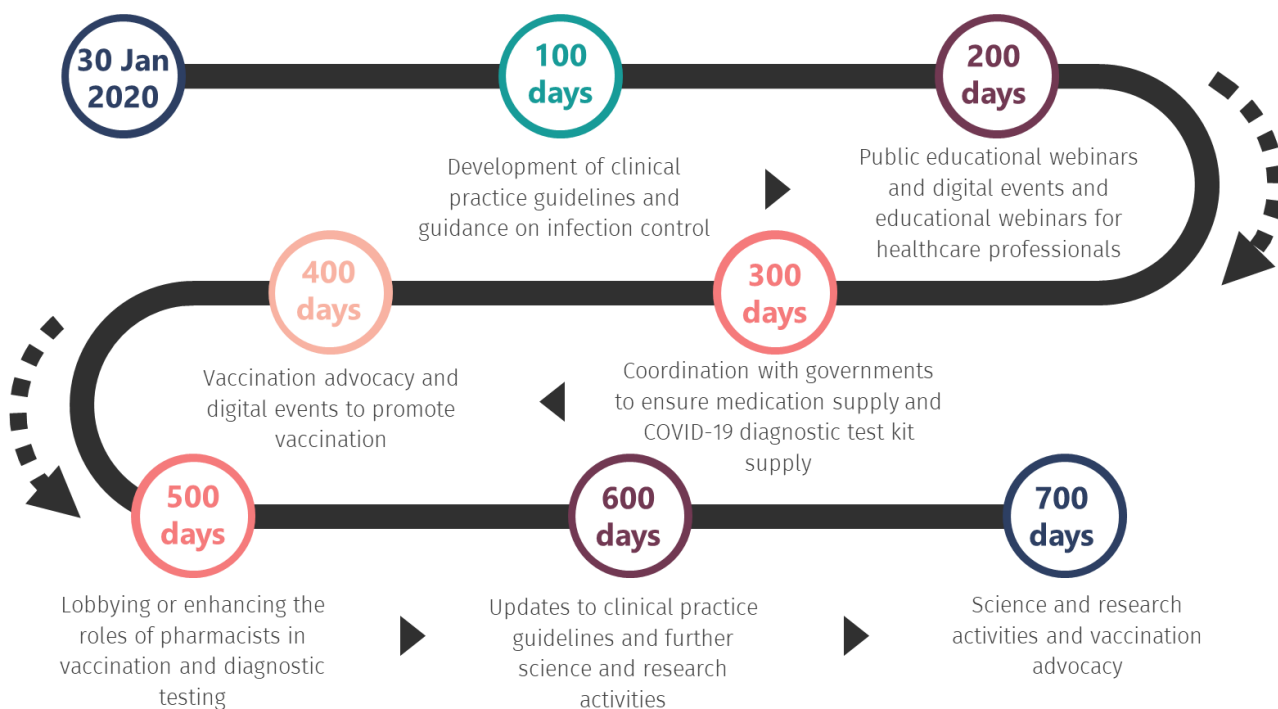 30 Jan
2020
100
days
200
days
Development of clinical
practice guidelines and
guidance on infection control
Public educational webinars
and digital events and
educational webinars for
healthcare professionals
300
days
400
days
Coordination with governments
to ensure medication supply and
COVID-19 diagnostic test kit
supply
Vaccination advocacy and
digital events to promote
vaccination
500
days
600
days
700
days
Lobbying or enhancing the
roles of pharmacists in
vaccination and diagnostic
testing
Updates to clinical practice
guidelines and further
science and research
activities
Science and research
activities and vaccination
advocacy